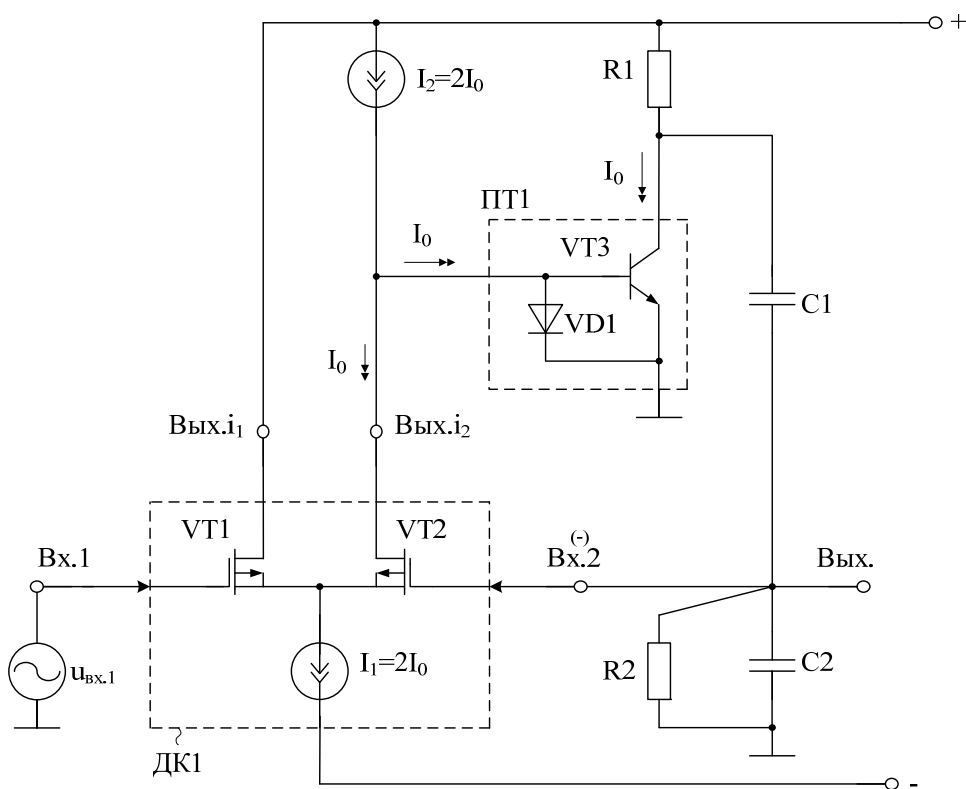 +
I₂=2I₀
R1
I₀
ПТ1
I₀
VT3
VD1
C1
I₀
Вых.i₁
Вых.i₂
VT1
VT2
Вх.1
(-)
Вх.2
Вых.
I₁=2I₀
uвх.1
R2
C2
ДК1
-